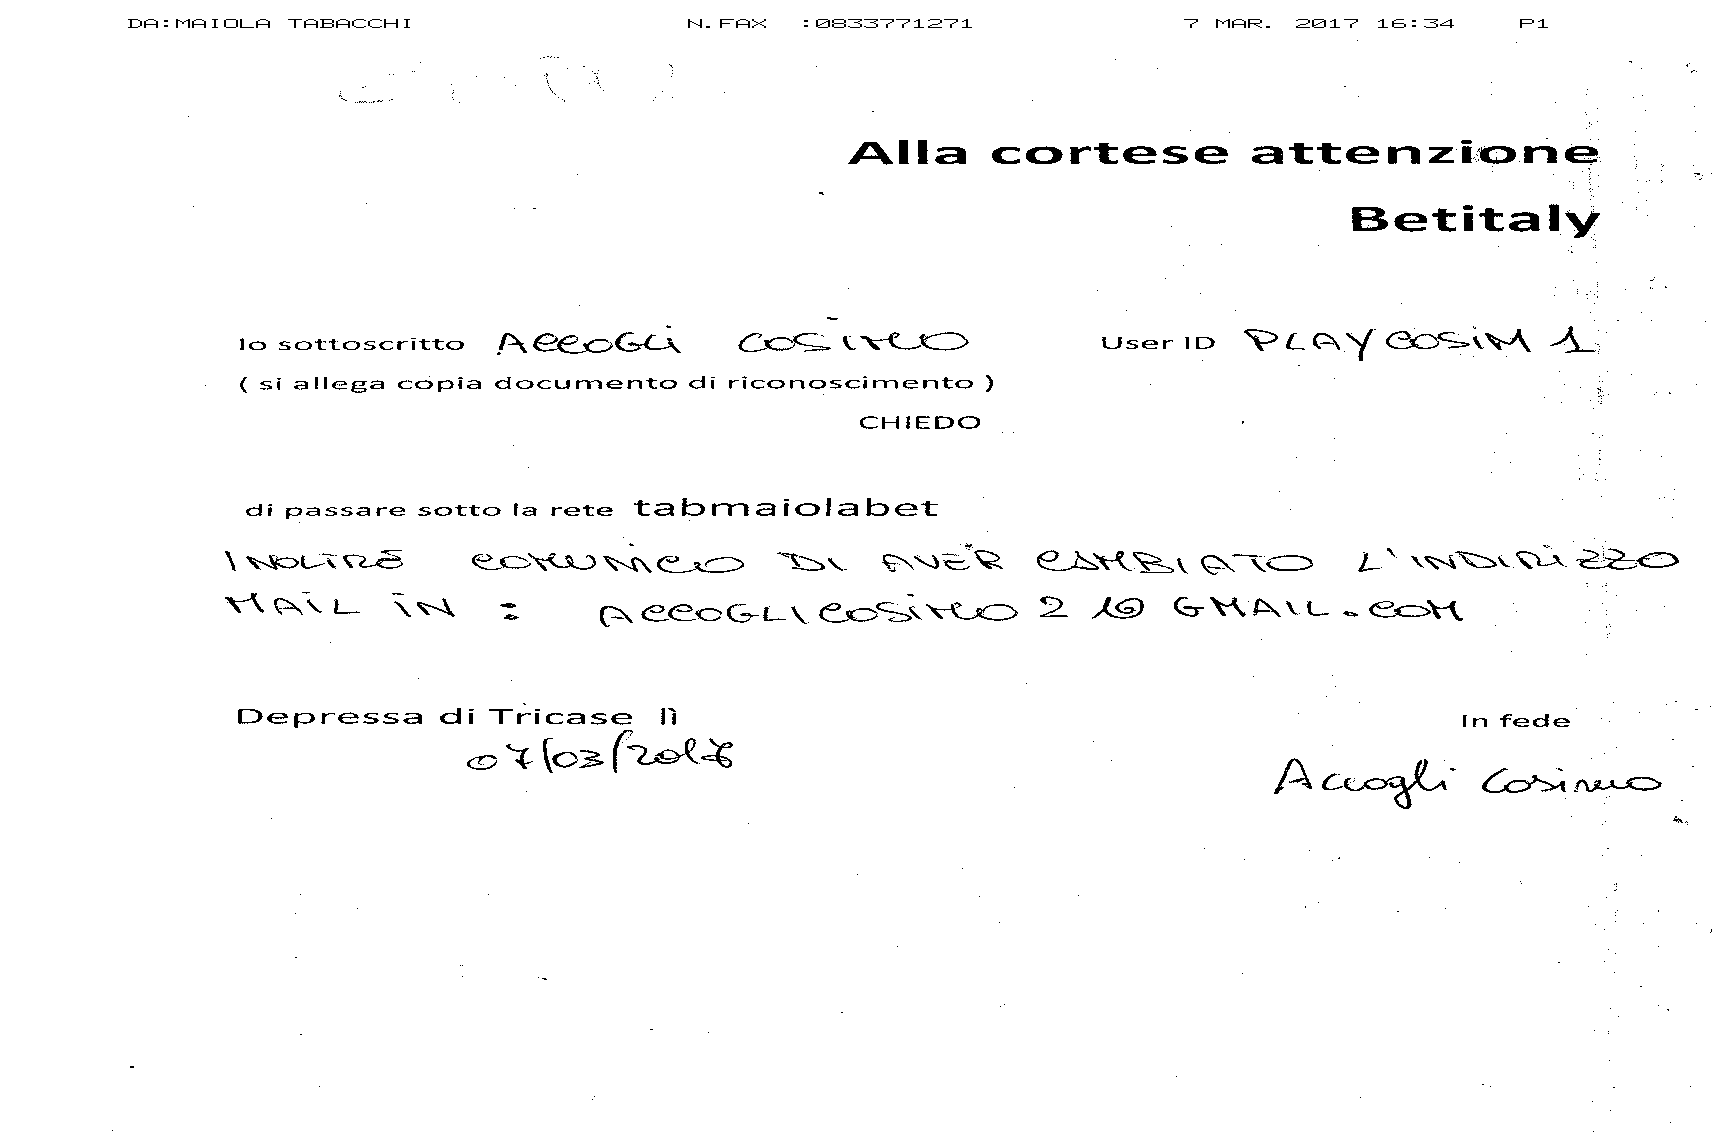 DA:MAIOLA TABACCHI N.FAX :0833771271 7 MAR. 2017 16:34 P1
Alla cortese attenzione
Betitaly
Io sottoscritto ACCOGLI COSIMO User ID PLAYCOSIM 1
( si allega copia documento di riconoscimento )
CHIEDO
di passare sotto la rete tabmaiolabet
INOLTRE COMUNICO DI AVER CAMBIATO L'INDIRIZZO
MAIL IN : ACCOGLICOSIMO 2 1@ GMAIL.COM
Depressa di Tricase lì
In fede
07/03/
Accogli Cosimo